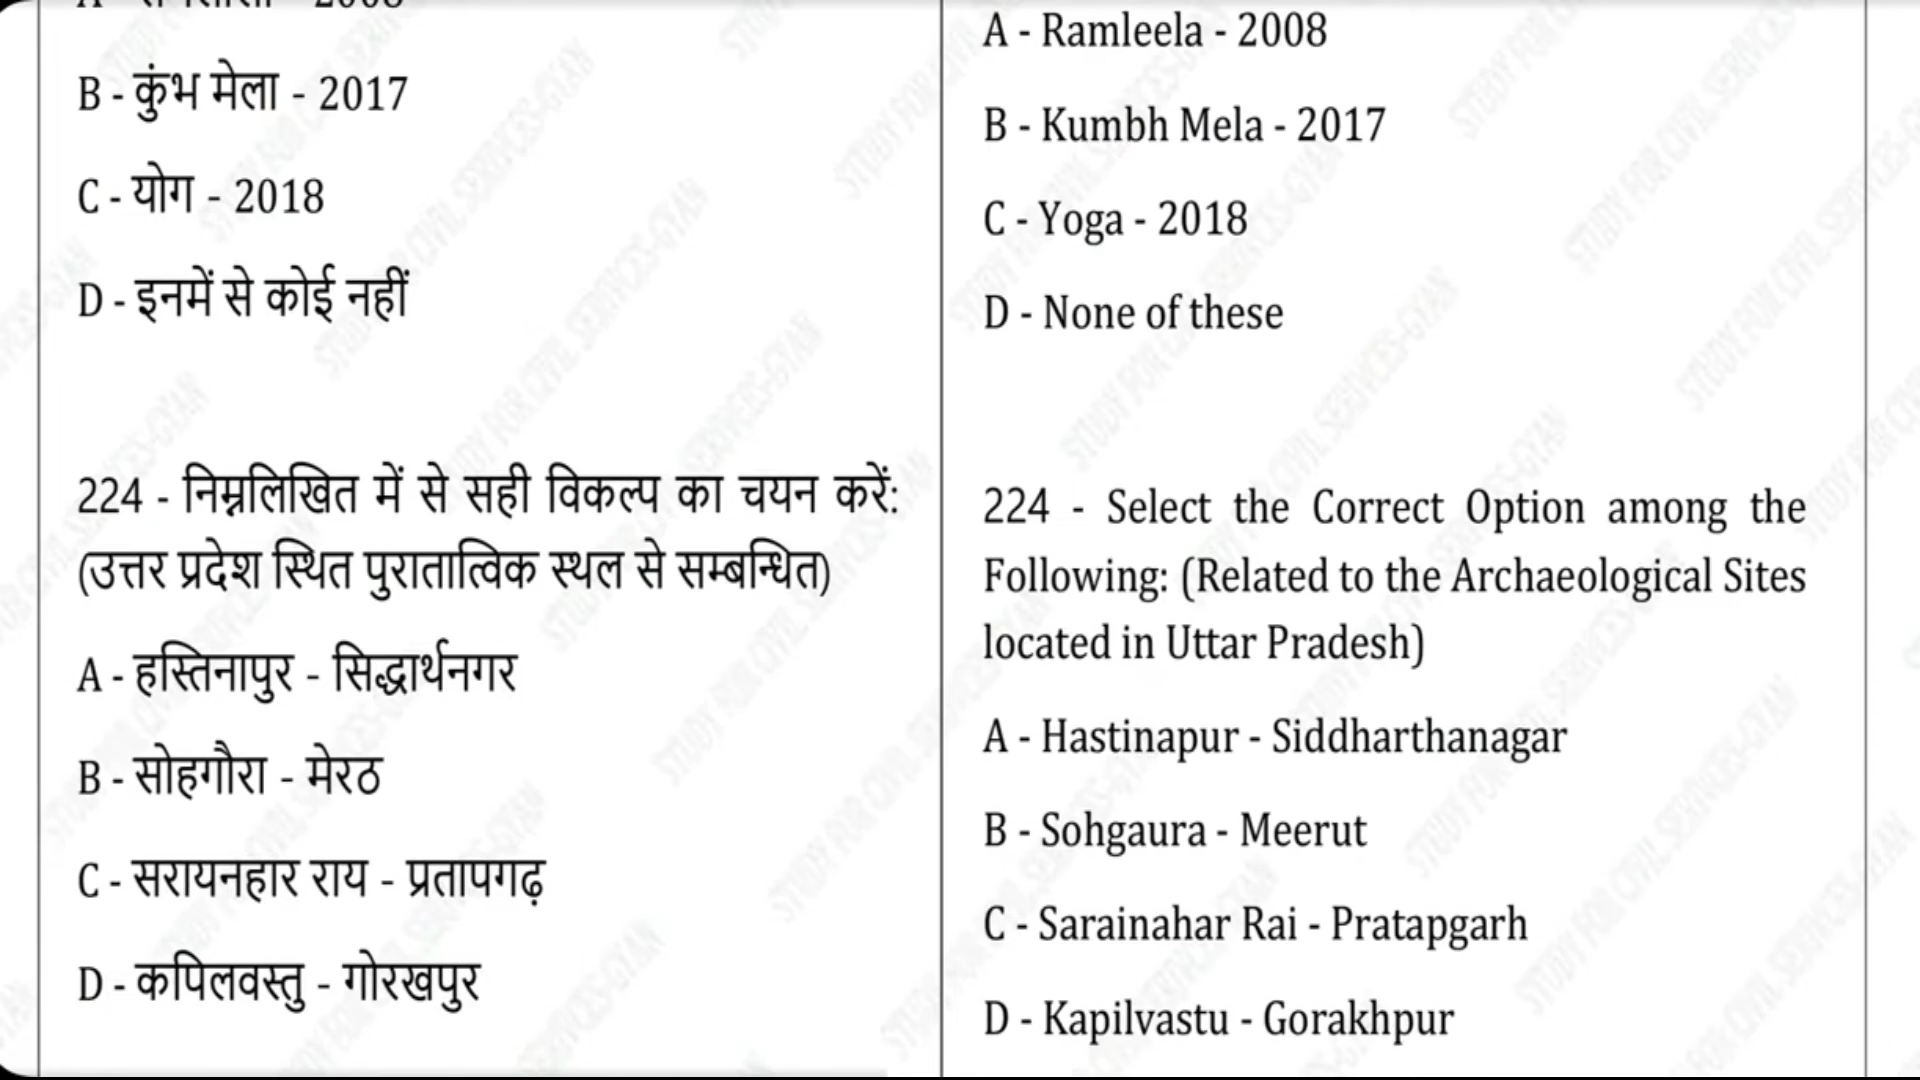 B - कुंभ मेला - 2017
C - योग - 2018
D - इनमें से कोई नहीं
224 - निम्नलिखित में से सही विकल्प का चयन करें:
(उत्तर प्रदेश स्थित पुरातात्विक स्थल से सम्बन्धित)
A - हस्तिनापुर - सिद्धार्थनगर
B - सोहगौरा - मेरठ
C - सरायनहार राय - प्रतापगढ़
D - कपिलवस्तु - गोरखपुर
A - Ramleela - 2008
B - Kumbh Mela - 2017
C - Yoga - 2018
D - None of these
224 - Select the Correct Option among the
Following: (Related to the Archaeological Sites
located in Uttar Pradesh)
A - Hastinapur - Siddharthanagar
B - Sohgaura - Meerut
C - Sarainahar Rai - Pratapgarh
D - Kapilvastu - Gorakhpur